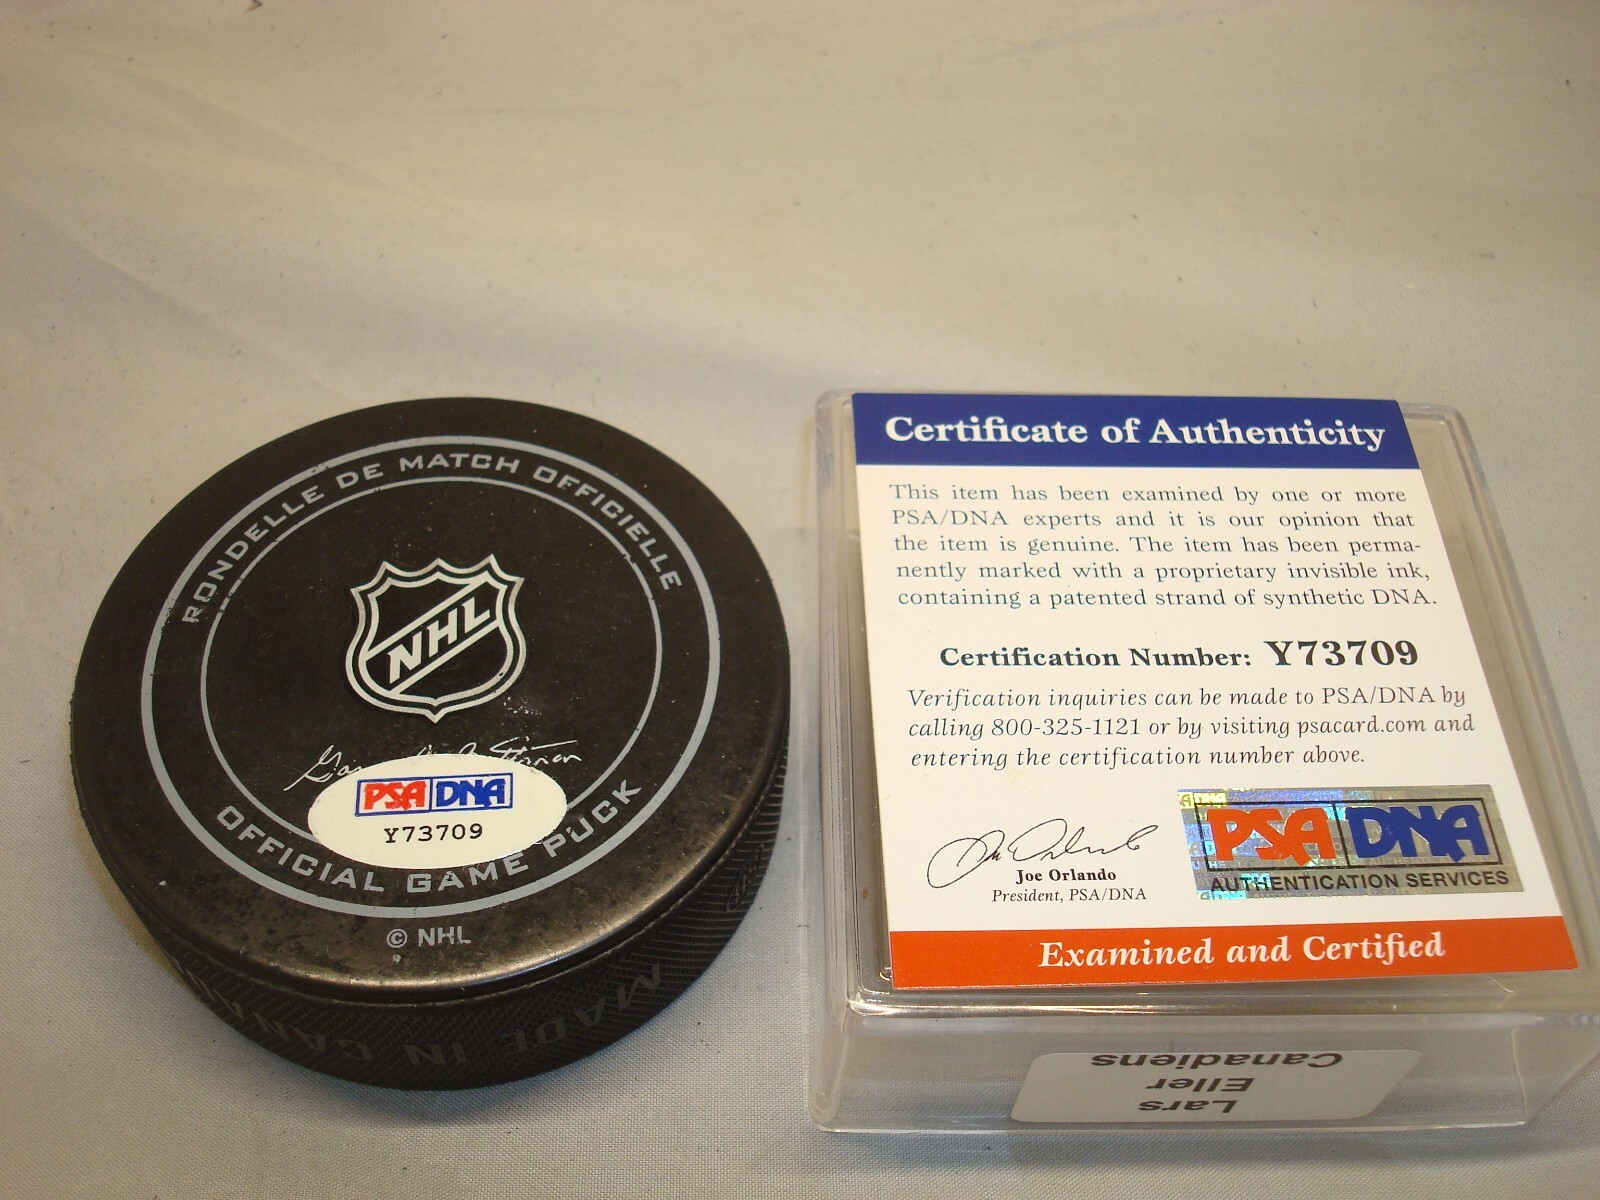 RONDELLE DE MATCH OFFICIELLE
NHL
PSA DNA
Y73709
OFFICIAL GAME PUCK
© NHL
MADE IN CANA
Certificate of Authenticity
This item has been examined by one or more
PSA/DNA experts and it is our opinion that
the item is genuine. The item has been perma-
nently marked with a proprietary invisible ink,
containing a patented strand of synthetic DNA.
Certification Number: Y73709
Verification inquiries can be made to PSA/DNA by
calling 800-325-1121 or by visiting psacard.com and
entering the certification number above.
Joe Orlando
President, PSA/DNA
PSA DNA
AUTHENTICATION SERVICES
Examined and Certified
Lars
Eller
Canadiens